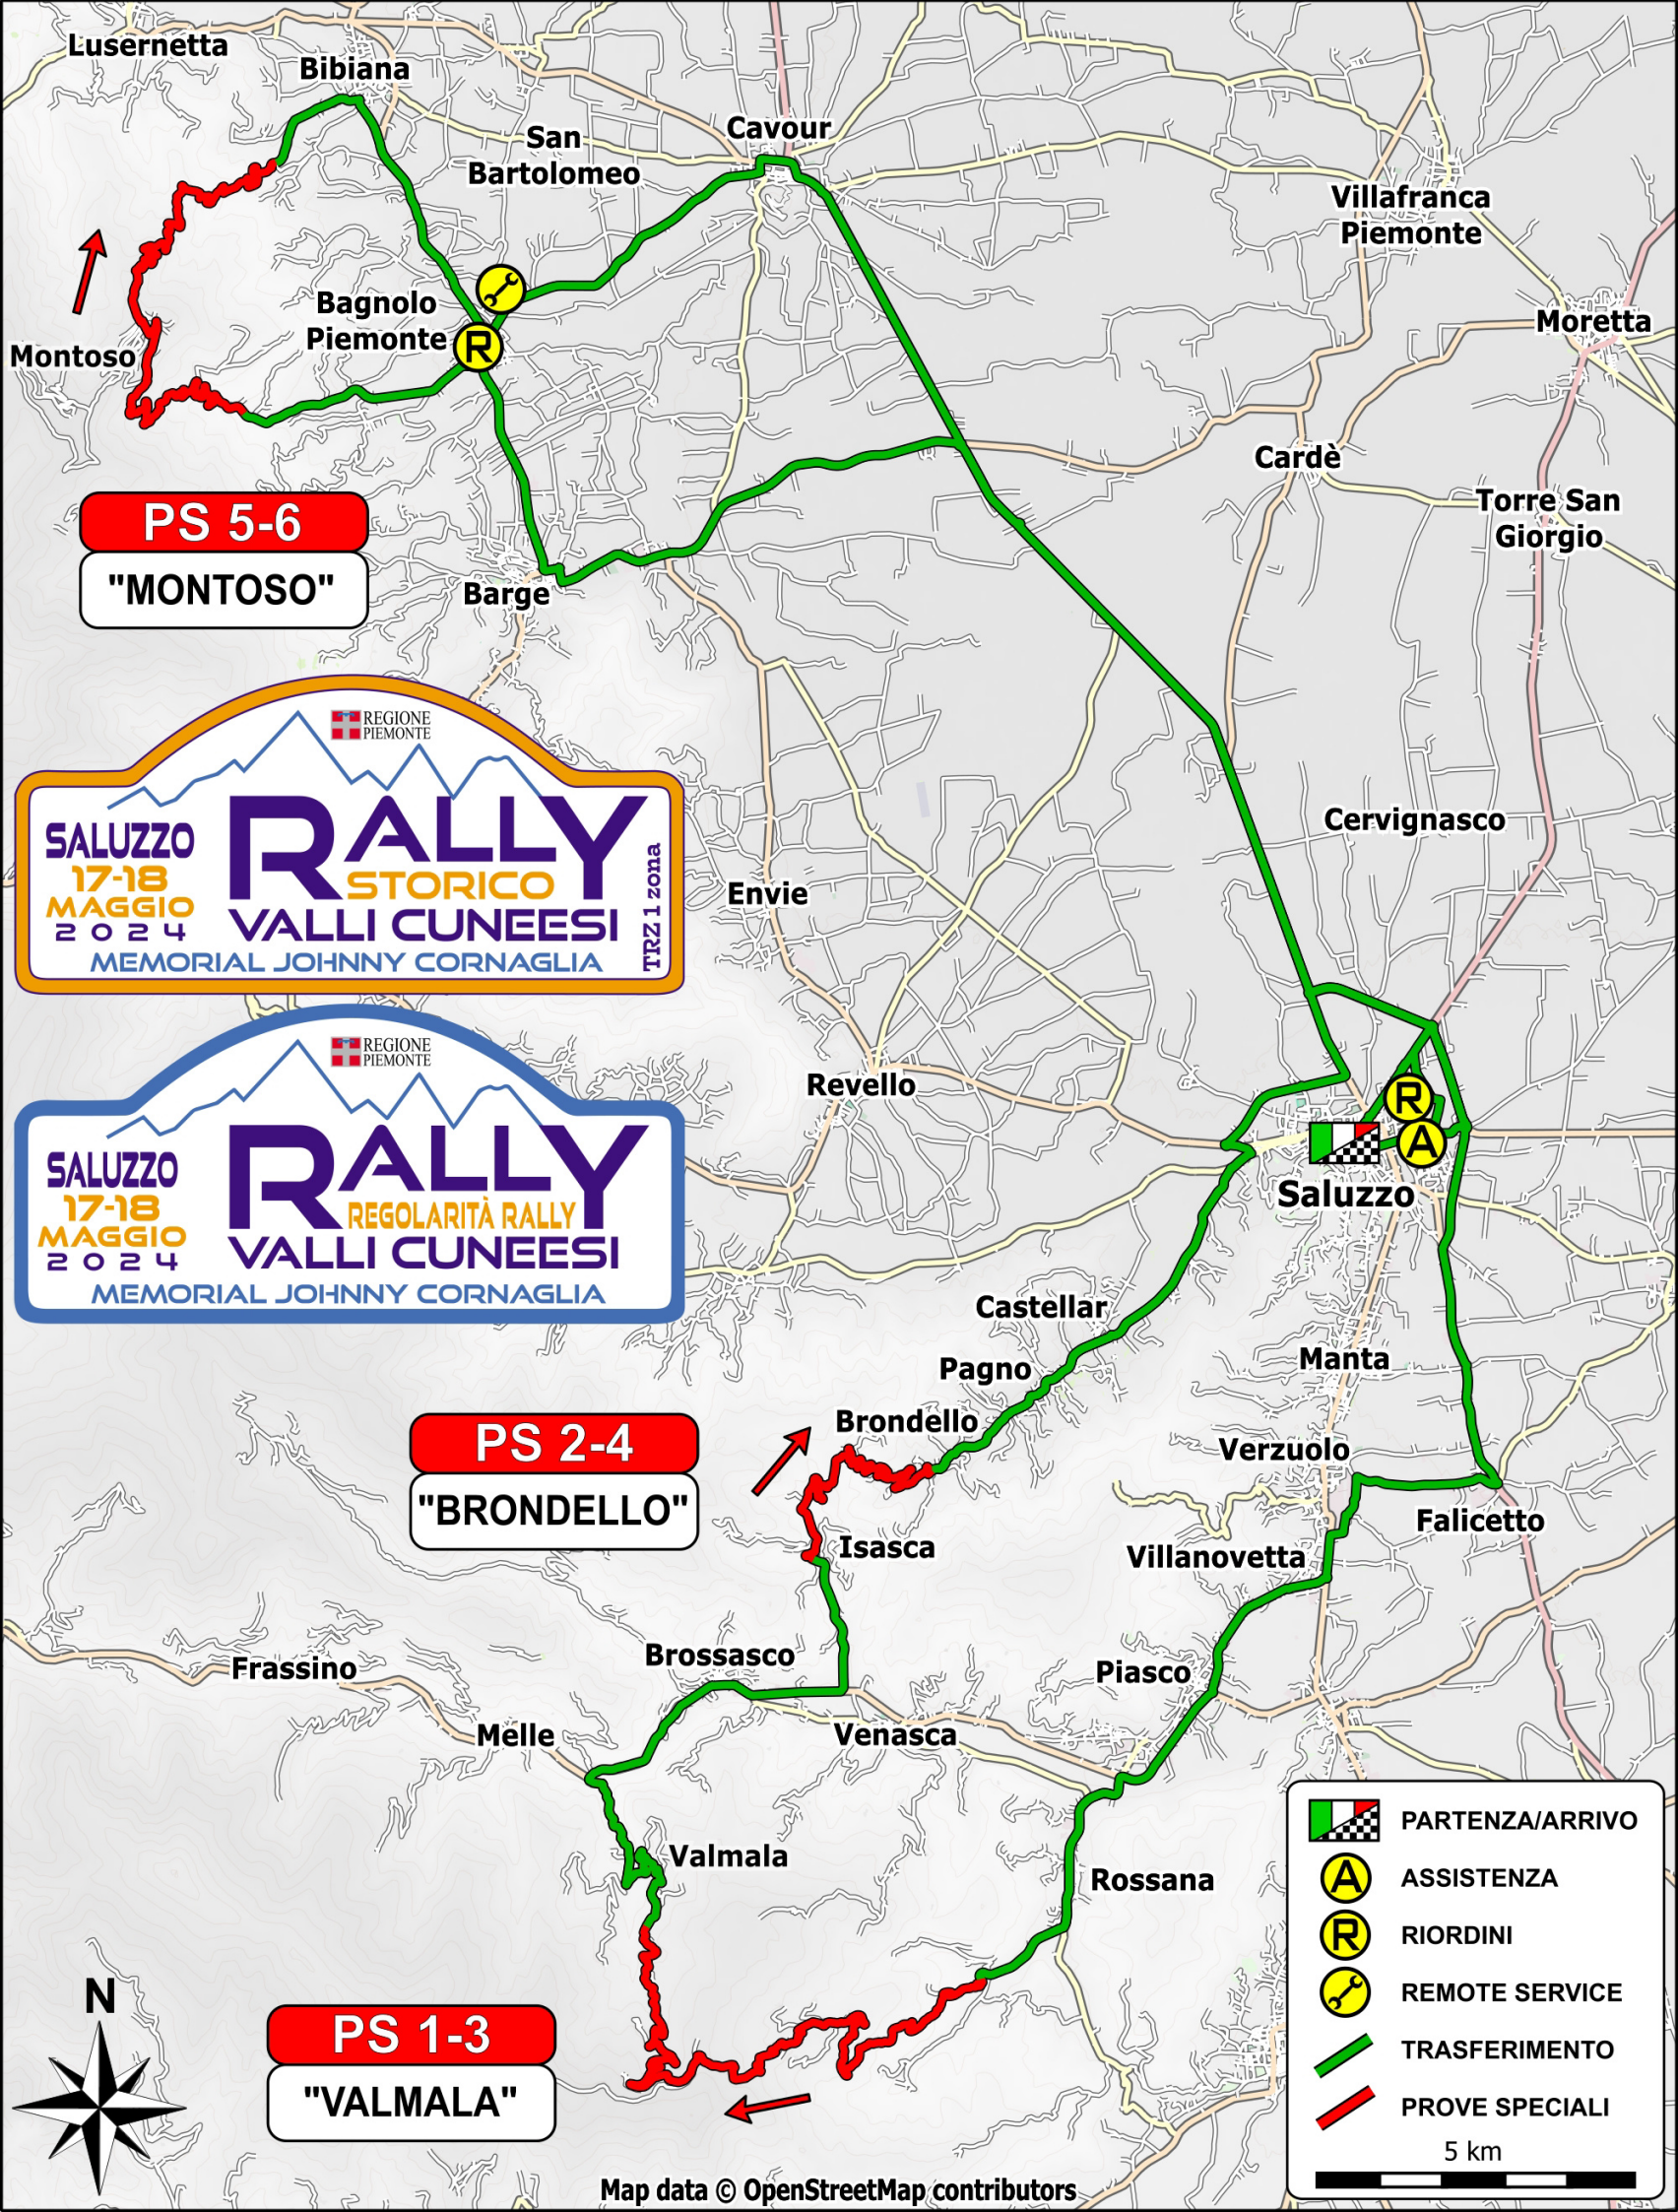 Lusernetta
Bibiana
San
Bartolomeo
Cavour
Villafranca
Piemonte
Moretta
Bagnolo
Piemonte
R
Montoso
Cardè
Torre San
Giorgio
PS 5-6
"MONTOSO"
Barge
REGIONE
PIEMONTE
SALUZZO
17-18
MAGGIO
2024
RALLY
STORICO
VALLI CUNEESI
MEMORIAL JOHNNY CORNAGLIA
TRZ 1 zona
Cervignasco
Envie
REGIONE
PIEMONTE
SALUZZO
17-18
MAGGIO
2024
RALLY
REGOLARITÀ RALLY
VALLI CUNEESI
MEMORIAL JOHNNY CORNAGLIA
Revello
R
A
Saluzzo
Castellar
Pagno
Manta
Brondello
PS 2-4
"BRONDELLO"
Verzuolo
Falicetto
Isasca
Villanovetta
Brossasco
Frassino
Piasco
Melle
Venasca
Valmala
Rossana
N
PS 1-3
"VALMALA"
PARTENZA/ARRIVO
A ASSISTENZA
R RIORDINI
REMOTE SERVICE
TRASFERIMENTO
PROVE SPECIALI
5 km
Map data © OpenStreetMap contributors